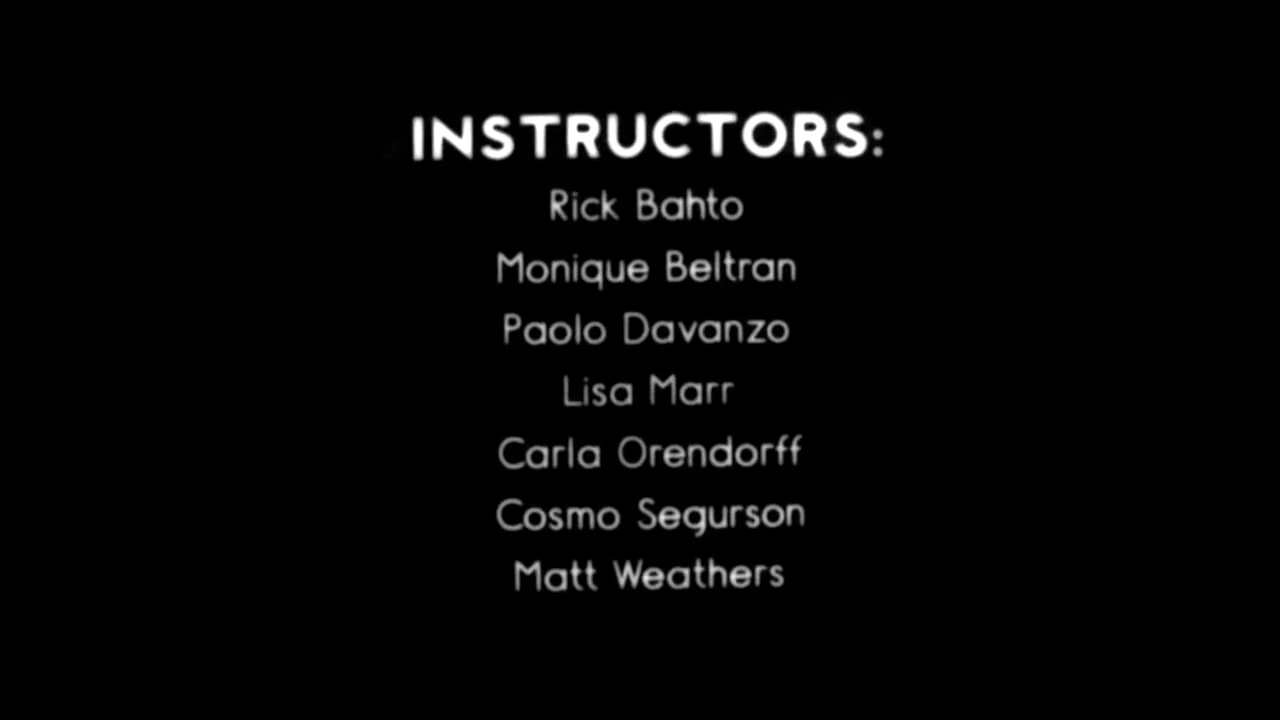 INSTRUCTORS:
Rick Bahto
Monique Beltran
Paolo Davanzo
Lisa Marr
Carla Orendorff
Cosmo Segurson
Matt Weathers